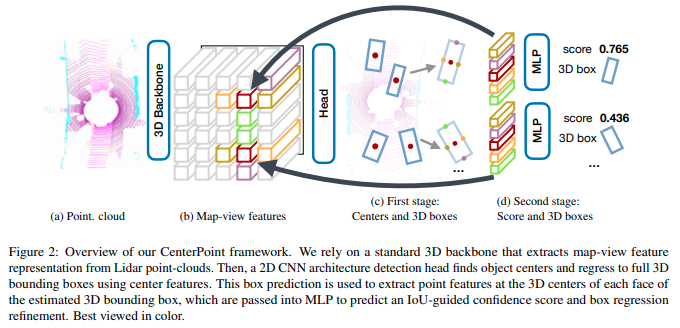 3D Backbone
Head
MLP
score 0.765
3D box
MLP
score 0.436
3D box
...
...
(a) Point. cloud
(b) Map-view features
(c) First stage:
Centers and 3D boxes
(d) Second stage:
Score and 3D boxes
Figure 2: Overview of our CenterPoint framework. We rely on a standard 3D backbone that extracts map-view feature
representation from Lidar point-clouds. Then, a 2D CNN architecture detection head finds object centers and regress to full 3D
bounding boxes using center features. This box prediction is used to extract point features at the 3D centers of each face of
the estimated 3D bounding box, which are passed into MLP to predict an IoU-guided confidence score and box regression
refinement. Best viewed in color.